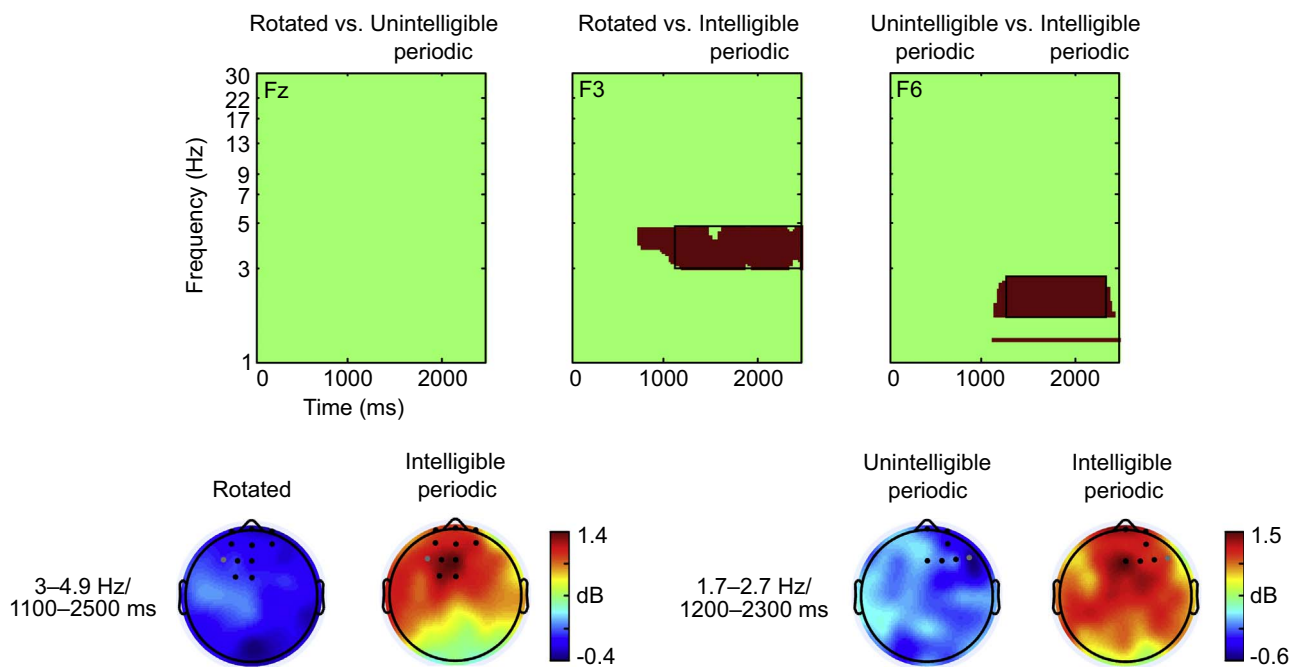 Rotated vs. Unintelligible periodic
Rotated vs. Intelligible periodic
Unintelligible vs. Intelligible periodic periodic
Fz
F3
F6
30
22
17
13
9
7
5
3
1
Frequency (Hz)
0 1000 2000
0 1000 2000
0 1000 2000
Time (ms)
Rotated
Intelligible
periodic
Unintelligible
periodic
Intelligible
periodic
3–4.9 Hz/
1100–2500 ms
1.4
dB
-0.4
1.7–2.7 Hz/
1200–2300 ms
1.5
dB
-0.6